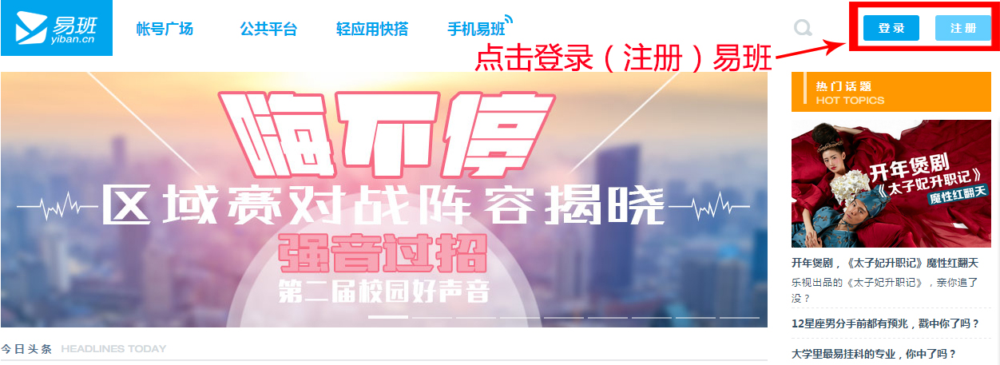 易班
yiban.cn
帐号广场 公共平台 轻应用快搭 手机易班
登录 注册
点击登录（注册）易班
嗨不停
区域赛对战阵容揭晓
强音过招
第二届校园好声音
热门话题
HOT TOPICS
开年煲剧
《太子妃升职记》
魔性红翻天
开年煲剧，《太子妃升职记》魔性红翻天
乐视出品的《太子妃升职记》，亲你追了
没？
12星座男分手前都有预兆，戳中你了吗？
大学里最易挂科的专业，你中了吗？
今日头条 HEADLINES TODAY